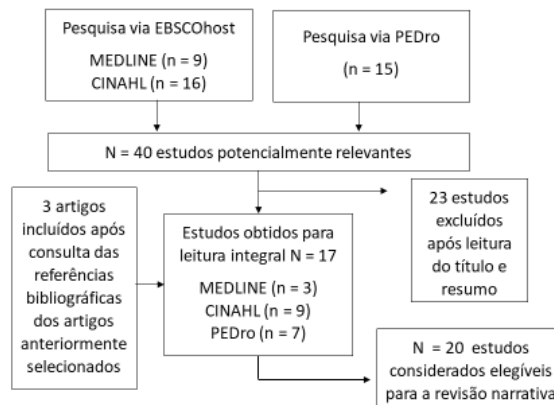 Pesquisa via EBSCOhost
MEDLINE (n = 9)
CINAHL (n = 16)
Pesquisa via PEDro
(n = 15)
N = 40 estudos potencialmente relevantes
3 artigos
incluídos após
consulta das
referências
bibliográficas
dos artigos
anteriormente
selecionados
Estudos obtidos para
leitura integral N = 17
MEDLINE (n = 3)
CINAHL (n = 9)
PEDro (n = 7)
23 estudos
excluídos
após leitura
do título e
resumo
N = 20 estudos
considerados elegíveis
para a revisão narrativa